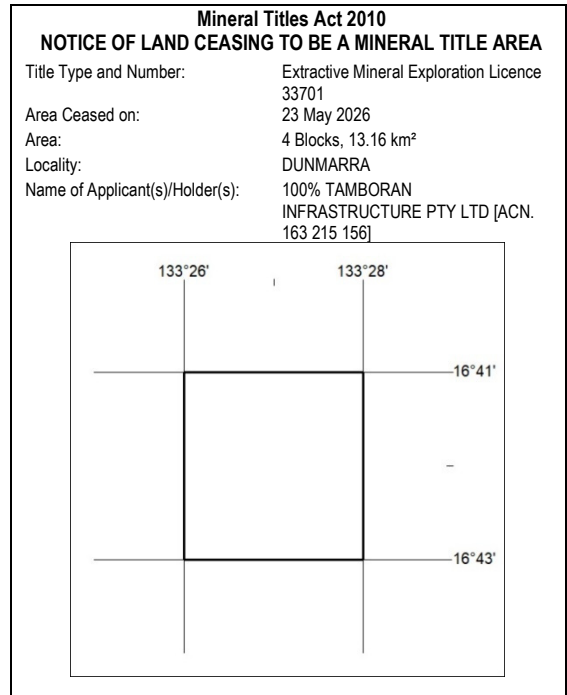 Mineral Titles Act 2010
NOTICE OF LAND CEASING TO BE A MINERAL TITLE AREA
Title Type and Number: Extractive Mineral Exploration Licence
33701
Area Ceased on: 23 May 2026
Area: 4 Blocks, 13.16 km²
Locality: DUNMARRA
Name of Applicant(s)/Holder(s): 100% TAMBORAN
INFRASTRUCTURE PTY LTD [ACN.
163 215 156]
133°26' 133°28'
16°41'
16°43'